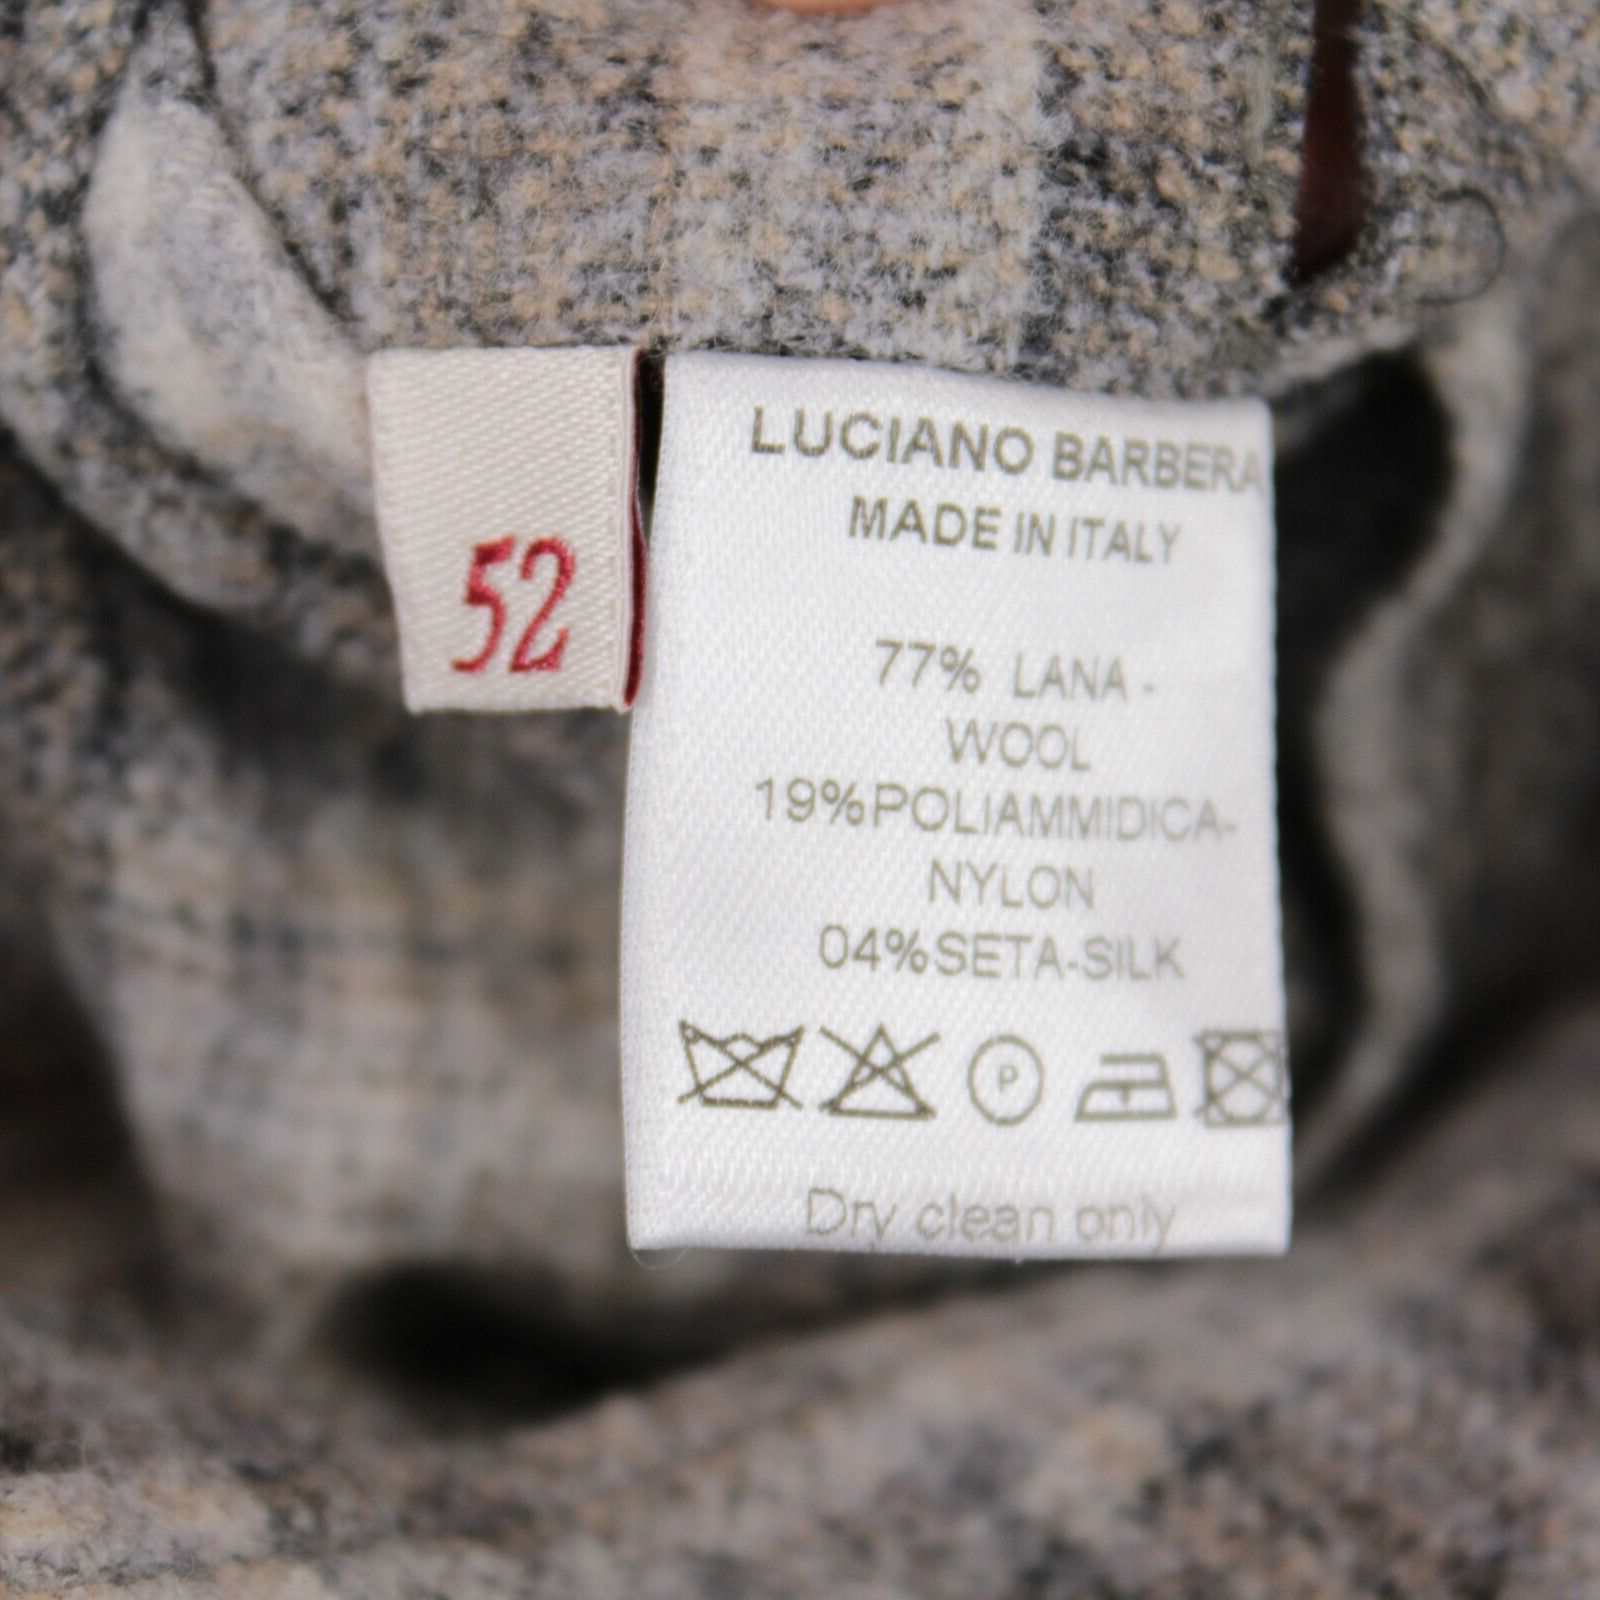 52
LUCIANO BARBERA
MADE IN ITALY
77% LANA -
WOOL
19%POLIAMMIDICA-
NYLON
04%SETA-SILK
P
Dry clean only